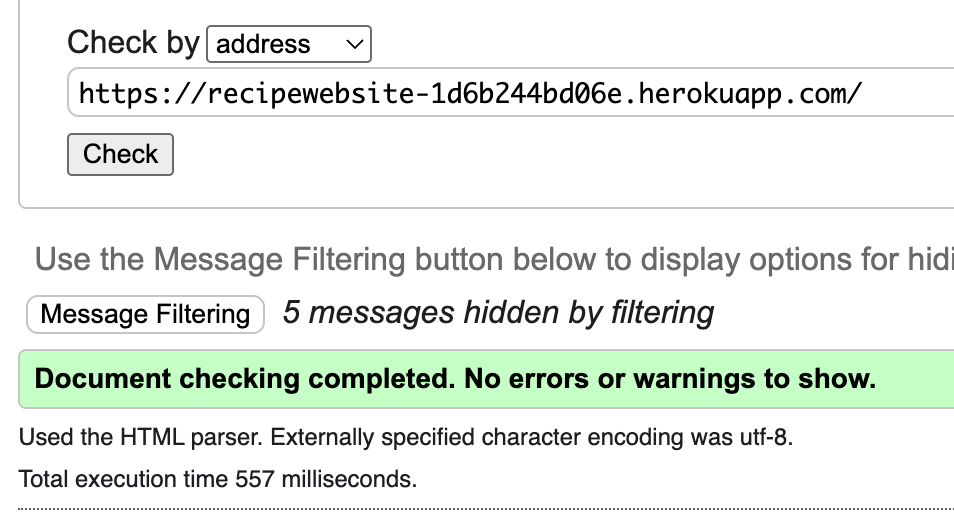 Check by address
https://recipewebsite-1d6b244bd06e.herokuapp.com/
Check
Use the Message Filtering button below to display options for hidi
Message Filtering 5 messages hidden by filtering
Document checking completed. No errors or warnings to show.
Used the HTML parser. Externally specified character encoding was utf-8.
Total execution time 557 milliseconds.